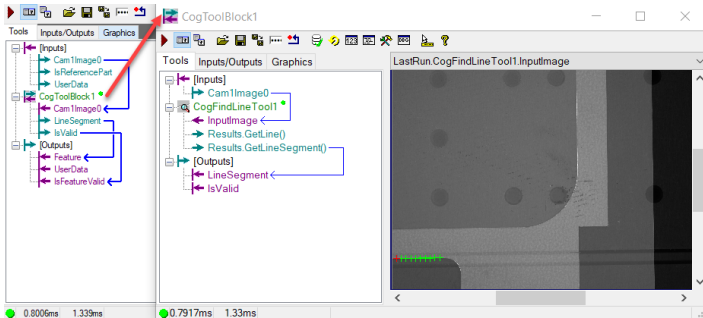 CogToolBlock1
Tools Inputs/Outputs Graphics
[Inputs]
Cam1Image0
IsReferencePart
UserData
CogToolBlock1
Cam1Image0
LineSegment
IsValid
[Outputs]
Feature
UserData
IsFeatureValid
0.8006ms 1.339ms
Tools Inputs/Outputs Graphics
[Inputs]
Cam1Image0
CogFindLineTool1
InputImage
Results.GetLine()
Results.GetLineSegment()
[Outputs]
LineSegment
IsValid
LastRun.CogFindLineTool1.InputImage
0.7917ms 1.33ms